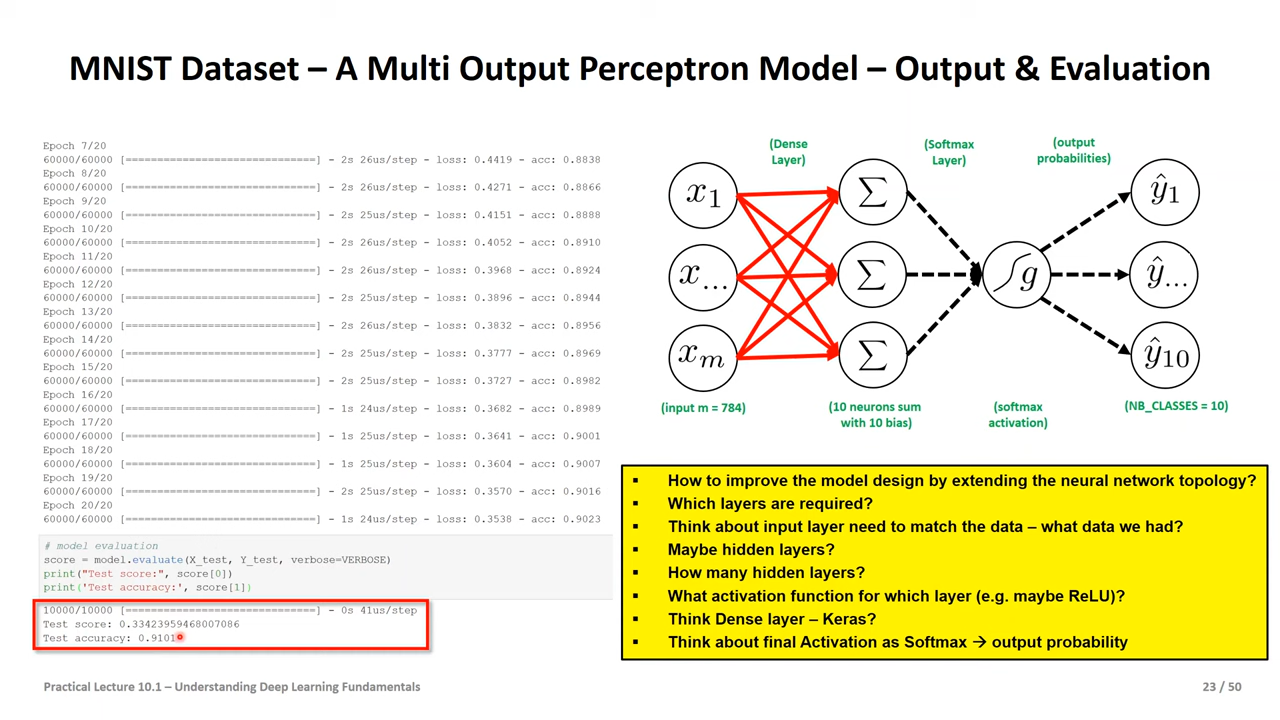 MNIST Dataset – A Multi Output Perceptron Model – Output & Evaluation
Epoch 7/20
60000/60000 [==============================] - 2s 26us/step - loss: 0.4419 - acc: 0.8838
Epoch 8/20
60000/60000 [==============================] - 2s 26us/step - loss: 0.4271 - acc: 0.8866
Epoch 9/20
60000/60000 [==============================] - 2s 25us/step - loss: 0.4151 - acc: 0.8888
Epoch 10/20
60000/60000 [==============================] - 2s 26us/step - loss: 0.4052 - acc: 0.8910
Epoch 11/20
60000/60000 [==============================] - 2s 26us/step - loss: 0.3968 - acc: 0.8924
Epoch 12/20
60000/60000 [==============================] - 2s 25us/step - loss: 0.3896 - acc: 0.8944
Epoch 13/20
60000/60000 [==============================] - 2s 26us/step - loss: 0.3832 - acc: 0.8956
Epoch 14/20
60000/60000 [==============================] - 2s 25us/step - loss: 0.3777 - acc: 0.8969
Epoch 15/20
60000/60000 [==============================] - 2s 25us/step - loss: 0.3727 - acc: 0.8982
Epoch 16/20
60000/60000 [==============================] - 1s 24us/step - loss: 0.3682 - acc: 0.8989
Epoch 17/20
60000/60000 [==============================] - 1s 25us/step - loss: 0.3641 - acc: 0.9001
Epoch 18/20
60000/60000 [==============================] - 1s 25us/step - loss: 0.3604 - acc: 0.9007
Epoch 19/20
60000/60000 [==============================] - 2s 25us/step - loss: 0.3570 - acc: 0.9016
Epoch 20/20
60000/60000 [==============================] - 1s 24us/step - loss: 0.3538 - acc: 0.9023
# model evaluation
score = model.evaluate(X_test, Y_test, verbose=VERBOSE)
print("Test score:", score[0])
print('Test accuracy:', score[1])
10000/10000 [==============================] - 0s 41us/step
Test score: 0.33423959468007086
Test accuracy: 0.9101
(Dense
Layer)
(Softmax
Layer)
(output
probabilities)
x1 Σ ŷ1
x... Σ g ŷ...
xm Σ ŷ10
(input m = 784)
(10 neurons sum
with 10 bias)
(softmax
activation)
(NB_CLASSES = 10)
▪ How to improve the model design by extending the neural network topology?
▪ Which layers are required?
▪ Think about input layer need to match the data – what data we had?
▪ Maybe hidden layers?
▪ How many hidden layers?
▪ What activation function for which layer (e.g. maybe ReLU)?
▪ Think Dense layer – Keras?
▪ Think about final Activation as Softmax → output probability
Practical Lecture 10.1 – Understanding Deep Learning Fundamentals
23 / 50